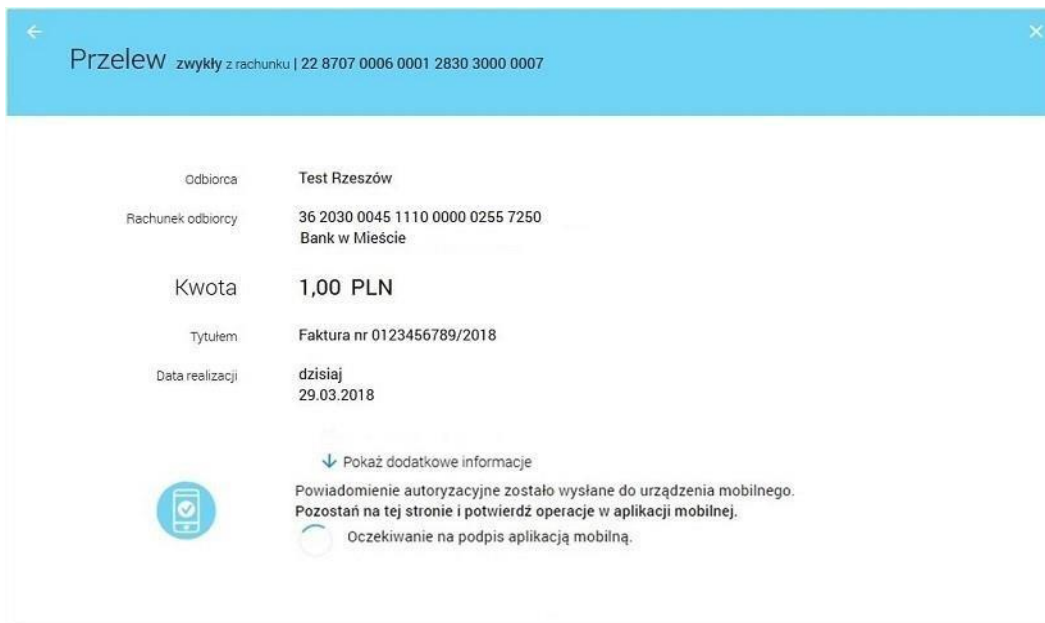 Przelew zwykły z rachunku | 22 8707 0006 0001 2830 3000 0007
Odbiorca Test Rzeszów
Rachunek odbiorcy 36 2030 0045 1110 0000 0255 7250
Bank w Mieście
Kwota 1,00 PLN
Tytułem Faktura nr 0123456789/2018
Data realizacji dzisiaj
29.03.2018
Pokaż dodatkowe informacje
Powiadomienie autoryzacyjne zostało wysłane do urządzenia mobilnego.
Pozostań na tej stronie i potwierdź operacje w aplikacji mobilnej.
Oczekiwanie na podpis aplikacją mobilną.